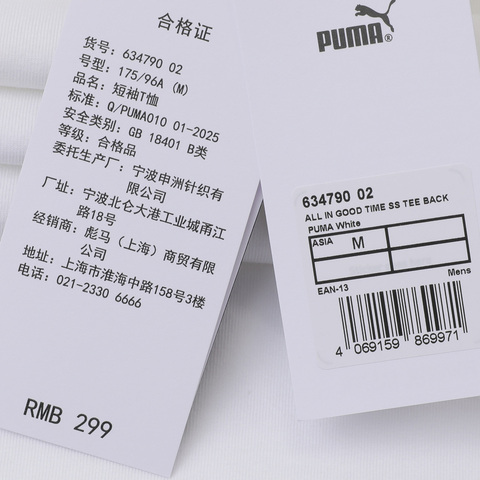 合格证
货号: 634790 02
号型: 175/96A (M)
品名: 短袖T恤
标准: Q/PUMA010 01-2025
安全类别: GB 18401 B类
等级: 合格品
委托生产厂: 宁波申洲针织有
限公司
厂址: 宁波北仑大港工业城甬江
路18号
经销商: 彪马（上海）商贸有限
公司
地址: 上海市淮海中路158号3楼
电话: 021-2330 6666
RMB 299
PUMA®
634790 02
ALL IN GOOD TIME SS TEE BACK
PUMA White
ASIA M
EAN-13 Mens
4 069159 869971